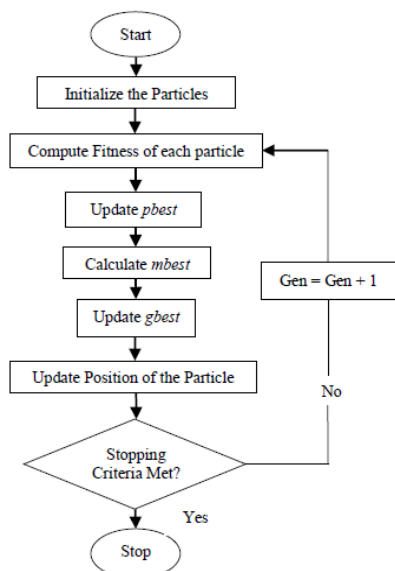 Start
Initialize the Particles
Compute Fitness of each particle
Update pbest
Calculate mbest
Gen = Gen + 1
Update gbest
Update Position of the Particle
No
Stopping
Criteria Met?
Yes
Stop